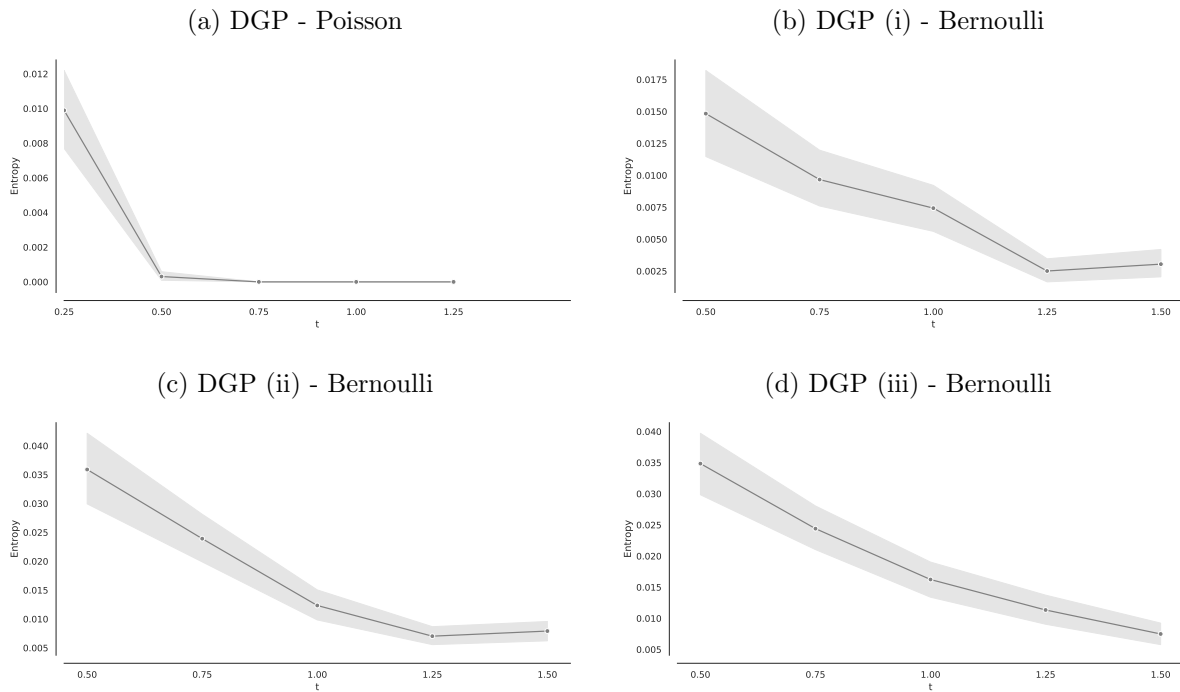 (a) DGP - Poisson
0.012
0.010
0.008
0.006
0.004
0.002
0.000
Entropy
0.25 0.50 0.75 1.00 1.25
t
(b) DGP (i) - Bernoulli
0.0175
0.0150
0.0125
0.0100
0.0075
0.0050
0.0025
Entropy
0.50 0.75 1.00 1.25 1.50
t
(c) DGP (ii) - Bernoulli
0.040
0.035
0.030
0.025
0.020
0.015
0.010
0.005
Entropy
0.50 0.75 1.00 1.25 1.50
t
(d) DGP (iii) - Bernoulli
0.040
0.035
0.030
0.025
0.020
0.015
0.010
0.005
Entropy
0.50 0.75 1.00 1.25 1.50
t